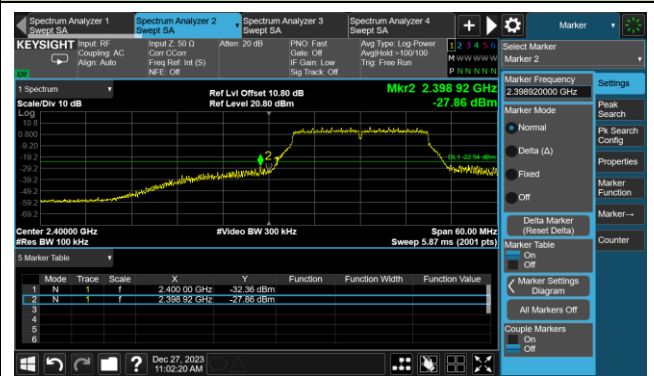 Spectrum Analyzer 1
Swept SA
Spectrum Analyzer 2
Swept SA
Spectrum Analyzer 3
Swept SA
Spectrum Analyzer 4
Swept SA
+
Marker
KEYSIGHT
Input: RF
Coupling: AC
Align: Auto
Input Z: 50 Ω
Corr CCorr
Freq Ref: Int (S)
NFE: Off
Atten: 20 dB
PNO: Fast
Gate: Off
IF Gain: Low
Sig Track: Off
Avg Type: Log-Power
Avg|Hold:>100/100
Trig: Free Run
1 2 3 4 5 6
M W W W W W
P N N N N N
LXI
Select Marker
Marker 2
1 Spectrum
Scale/Div 10 dB
Ref Lvl Offset 10.80 dB
Ref Level 20.80 dBm
Mkr2 2.398 92 GHz
-27.86 dBm
Log
10.8
0.800
-9.20
-19.2
-29.2
-39.2
-49.2
-59.2
-69.2
2
DL1 -22.94 dBm
Center 2.40000 GHz
#Res BW 100 kHz
#Video BW 300 kHz
Span 60.00 MHz
Sweep 5.87 ms (2001 pts)
5 Marker Table
Mode Trace Scale X Y Function Function Width Function Value
1 N 1 f 2.400 00 GHz -32.36 dBm
2 N 1 f 2.398 92 GHz -27.86 dBm
3
4
5
6
Marker Frequency
2.398920000 GHz
Marker Mode
Normal
Delta (Δ)
Fixed
Off
Delta Marker
(Reset Delta)
Marker Table
On
Off
Marker Settings
Diagram
All Markers Off
Couple Markers
On
Off
Settings
Peak
Search
Pk Search
Config
Properties
Marker
Function
Marker→
Counter
?
Dec 27, 2023
11:02:20 AM